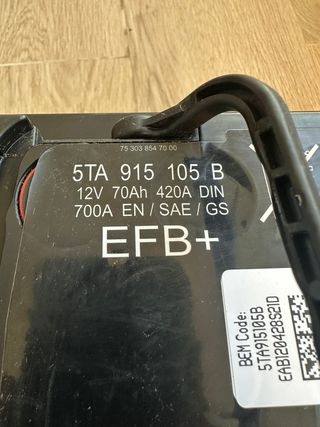 75 303 854 70 00
5TA 915 105 B
12V 70Ah 420A DIN
700A EN / SAE / GS
EFB+
BEM Code:
5TA915105B
EAB120428S21D